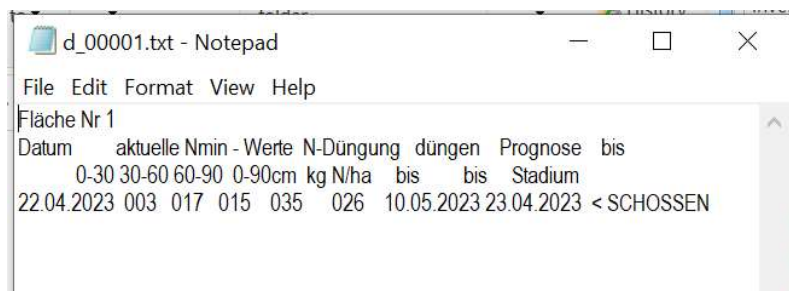 d_00001.txt - Notepad
File Edit Format View Help
Fläche Nr 1
Datum aktuelle Nmin - Werte N-Düngung düngen Prognose bis
0-30 30-60 60-90 0-90cm kg N/ha bis bis Stadium
22.04.2023 003 017 015 035 026 10.05.2023 23.04.2023 < SCHOSSEN